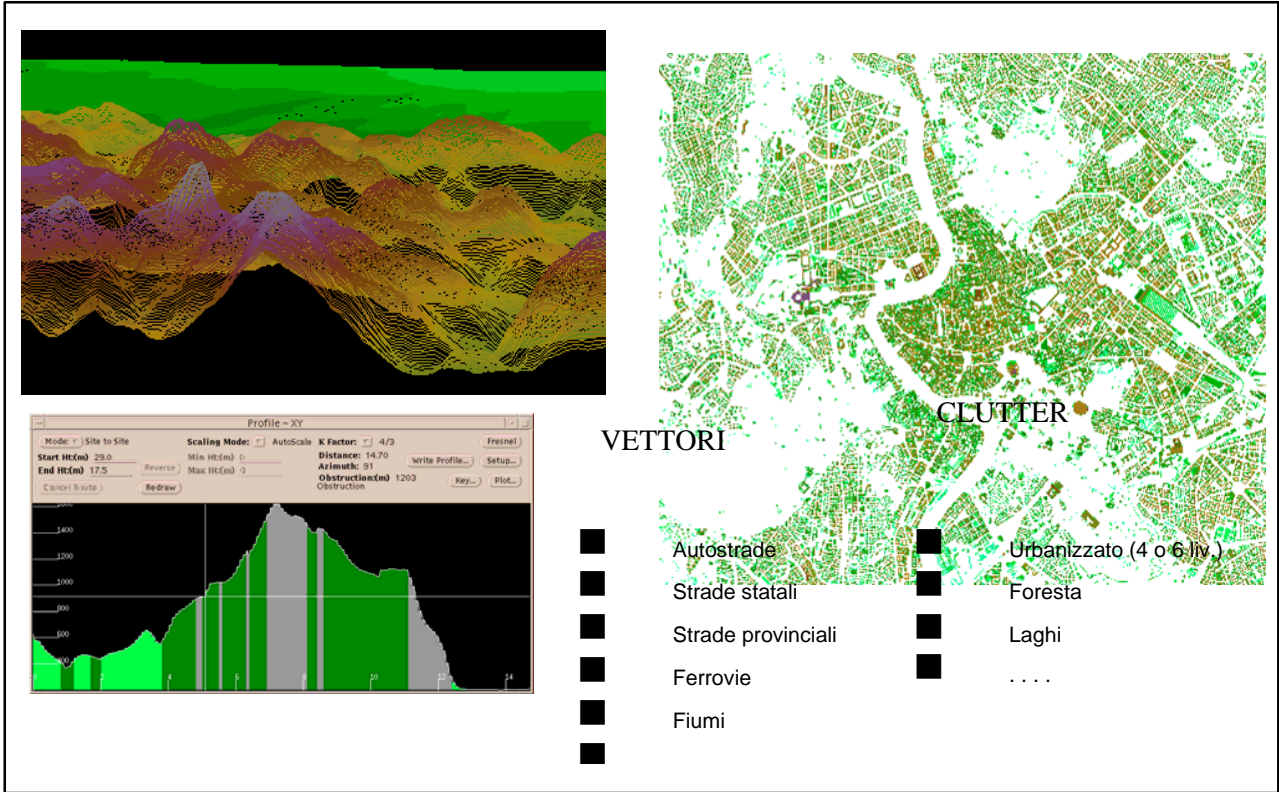 Profile - XY
Mode: Site to Site
Scaling Mode: AutoScale
K Factor: 4/3
Fresnel
Start Ht(m) 29.0
Min Ht(m) 0
Distance: 14.70
Write Profile...
Setup...
End Ht(m) 17.5
Reverse
Max Ht(m) 0
Azimuth: 91
Obstruction(m) 1203
Key...
Plot...
Cancel Route
Redraw
Obstruction
1400
1200
1000
800
600
400
0 2 4 6 8 10 12 14
VETTORI
Autostrade
Strade statali
Strade provinciali
Ferrovie
Fiumi
CLUTTER
Urbanizzato (4 o 6 liv.)
Foresta
Laghi
. . . .